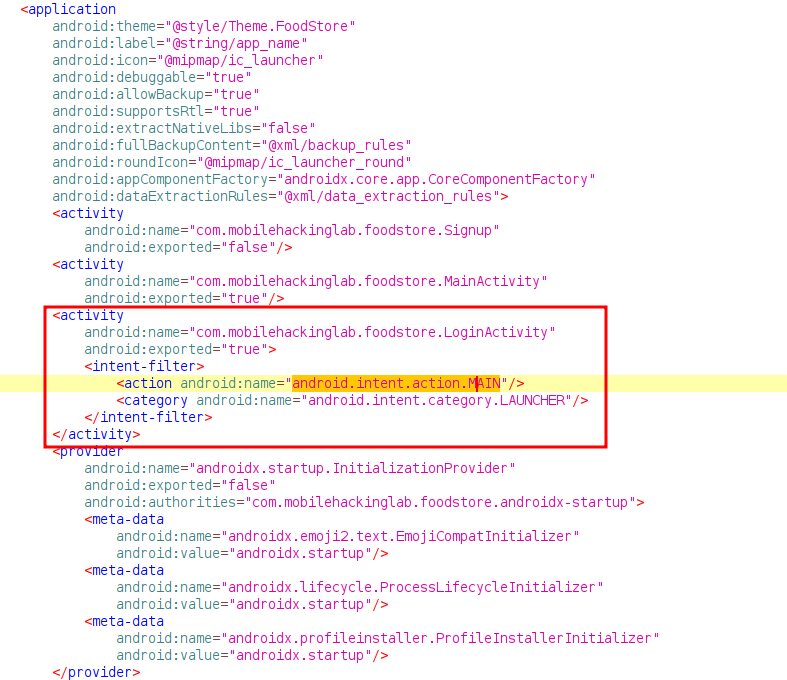 <application
android:theme="@style/Theme.FoodStore"
android:label="@string/app_name"
android:icon="@mipmap/ic_launcher"
android:debuggable="true"
android:allowBackup="true"
android:supportsRtl="true"
android:extractNativeLibs="false"
android:fullBackupContent="@xml/backup_rules"
android:roundIcon="@mipmap/ic_launcher_round"
android:appComponentFactory="androidx.core.app.CoreComponentFactory"
android:dataExtractionRules="@xml/data_extraction_rules">
<activity
android:name="com.mobilehackinglab.foodstore.Signup"
android:exported="false"/>
<activity
android:name="com.mobilehackinglab.foodstore.MainActivity"
android:exported="true"/>
<activity
android:name="com.mobilehackinglab.foodstore.LoginActivity"
android:exported="true">
<intent-filter>
<action android:name="android.intent.action.MAIN"/>
<category android:name="android.intent.category.LAUNCHER"/>
</intent-filter>
</activity>
<provider
android:name="androidx.startup.InitializationProvider"
android:exported="false"
android:authorities="com.mobilehackinglab.foodstore.androidx-startup">
<meta-data
android:name="androidx.emoji2.text.EmojiCompatInitializer"
android:value="androidx.startup"/>
<meta-data
android:name="androidx.lifecycle.ProcessLifecycleInitializer"
android:value="androidx.startup"/>
<meta-data
android:name="androidx.profileinstaller.ProfileInstallerInitializer"
android:value="androidx.startup"/>
</provider>